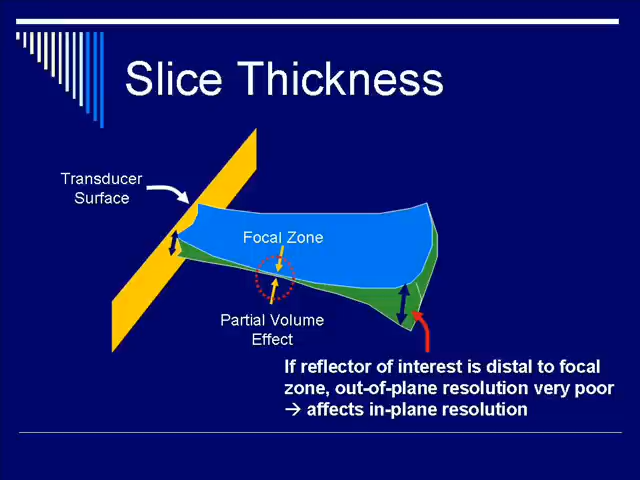 Slice Thickness
Transducer
Surface
Focal Zone
Partial Volume
Effect
If reflector of interest is distal to focal
zone, out-of-plane resolution very poor
→ affects in-plane resolution